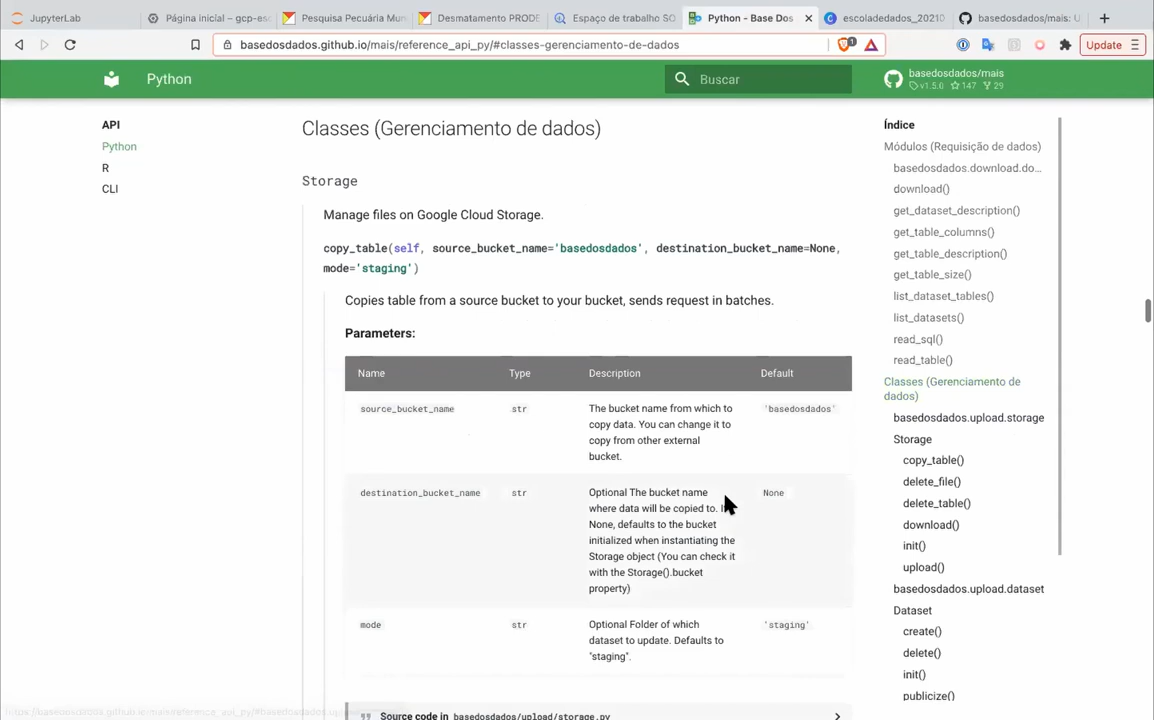 JupyterLab
Página inicial – gcp-es
Pesquisa Pecuária Mun
Desmatamento PRODE
Espaço de trabalho SQ
Python - Base Dos
escoladedados_2021
basedosdados/mais: U
basedosdados.github.io/mais/reference_api_py/#classes-gerenciamento-de-dados
1
Update
Python
Buscar
basedosdados/mais
v1.5.6 147 29
API
Python
R
CLI
Classes (Gerenciamento de dados)
Storage
Manage files on Google Cloud Storage.
copy_table(self, source_bucket_name='basedosdados', destination_bucket_name=None,
mode='staging')
Copies table from a source bucket to your bucket, sends request in batches.
Parameters:
Name Type Description Default
source_bucket_name str The bucket name from which to 'basedosdados'
copy data. You can change it to
copy from other external
bucket.
destination_bucket_name str Optional The bucket name None
where data will be copied to.
None, defaults to the bucket
initialized when instantiating the
Storage object (You can check it
with the Storage().bucket
property)
mode str Optional Folder of which 'staging'
dataset to update. Defaults to
"staging".
Source code in basedosdados/upload/storage.py
Índice
Módulos (Requisição de dados)
basedosdados.download.do…
download()
get_dataset_description()
get_table_columns()
get_table_description()
get_table_size()
list_dataset_tables()
list_datasets()
read_sql()
read_table()
Classes (Gerenciamento de
dados)
basedosdados.upload.storage
Storage
copy_table()
delete_file()
delete_table()
download()
init()
upload()
basedosdados.upload.dataset
Dataset
create()
delete()
init()
publicize()